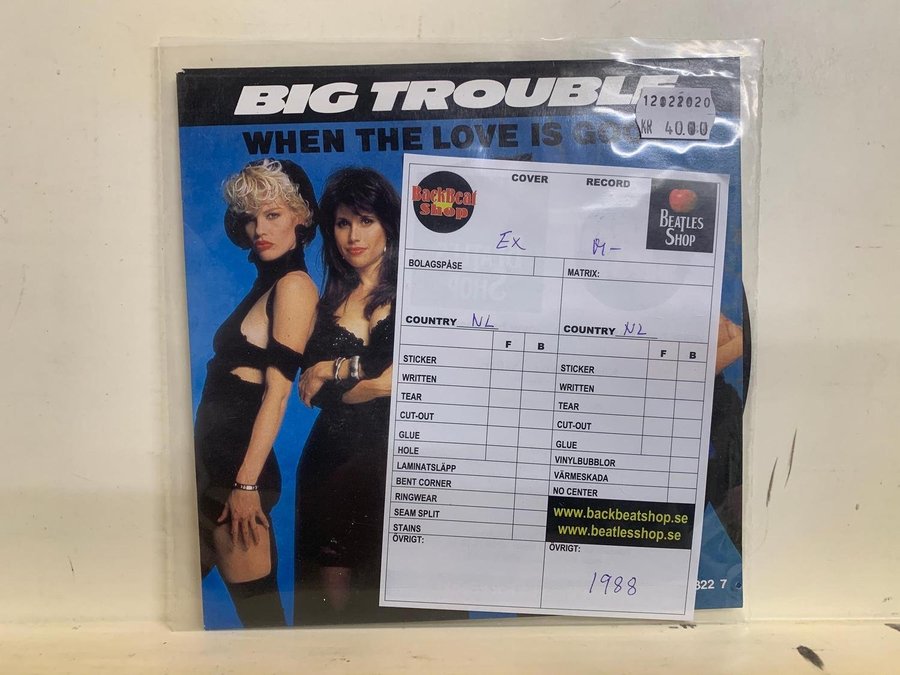 BIG TROUBLE
12022020
KR 40.00
WHEN THE LOVE IS GOOD
BackBeat
Shop
COVER
RECORD
BEATLES
SHOP
EX
M-
BOLAGSPÅSE
MATRIX:
COUNTRY NL
COUNTRY NL
F B
F B
STICKER
WRITTEN
TEAR
CUT-OUT
GLUE
HOLE
LAMINATSLÄPP
BENT CORNER
RINGWEAR
SEAM SPLIT
STAINS
ÖVRIGT:
STICKER
WRITTEN
TEAR
CUT-OUT
GLUE
VINYLBUBBLOR
VÄRMESKADA
NO CENTER
www.backbeatshop.se
www.beatlesshop.se
ÖVRIGT:
1988
822 7